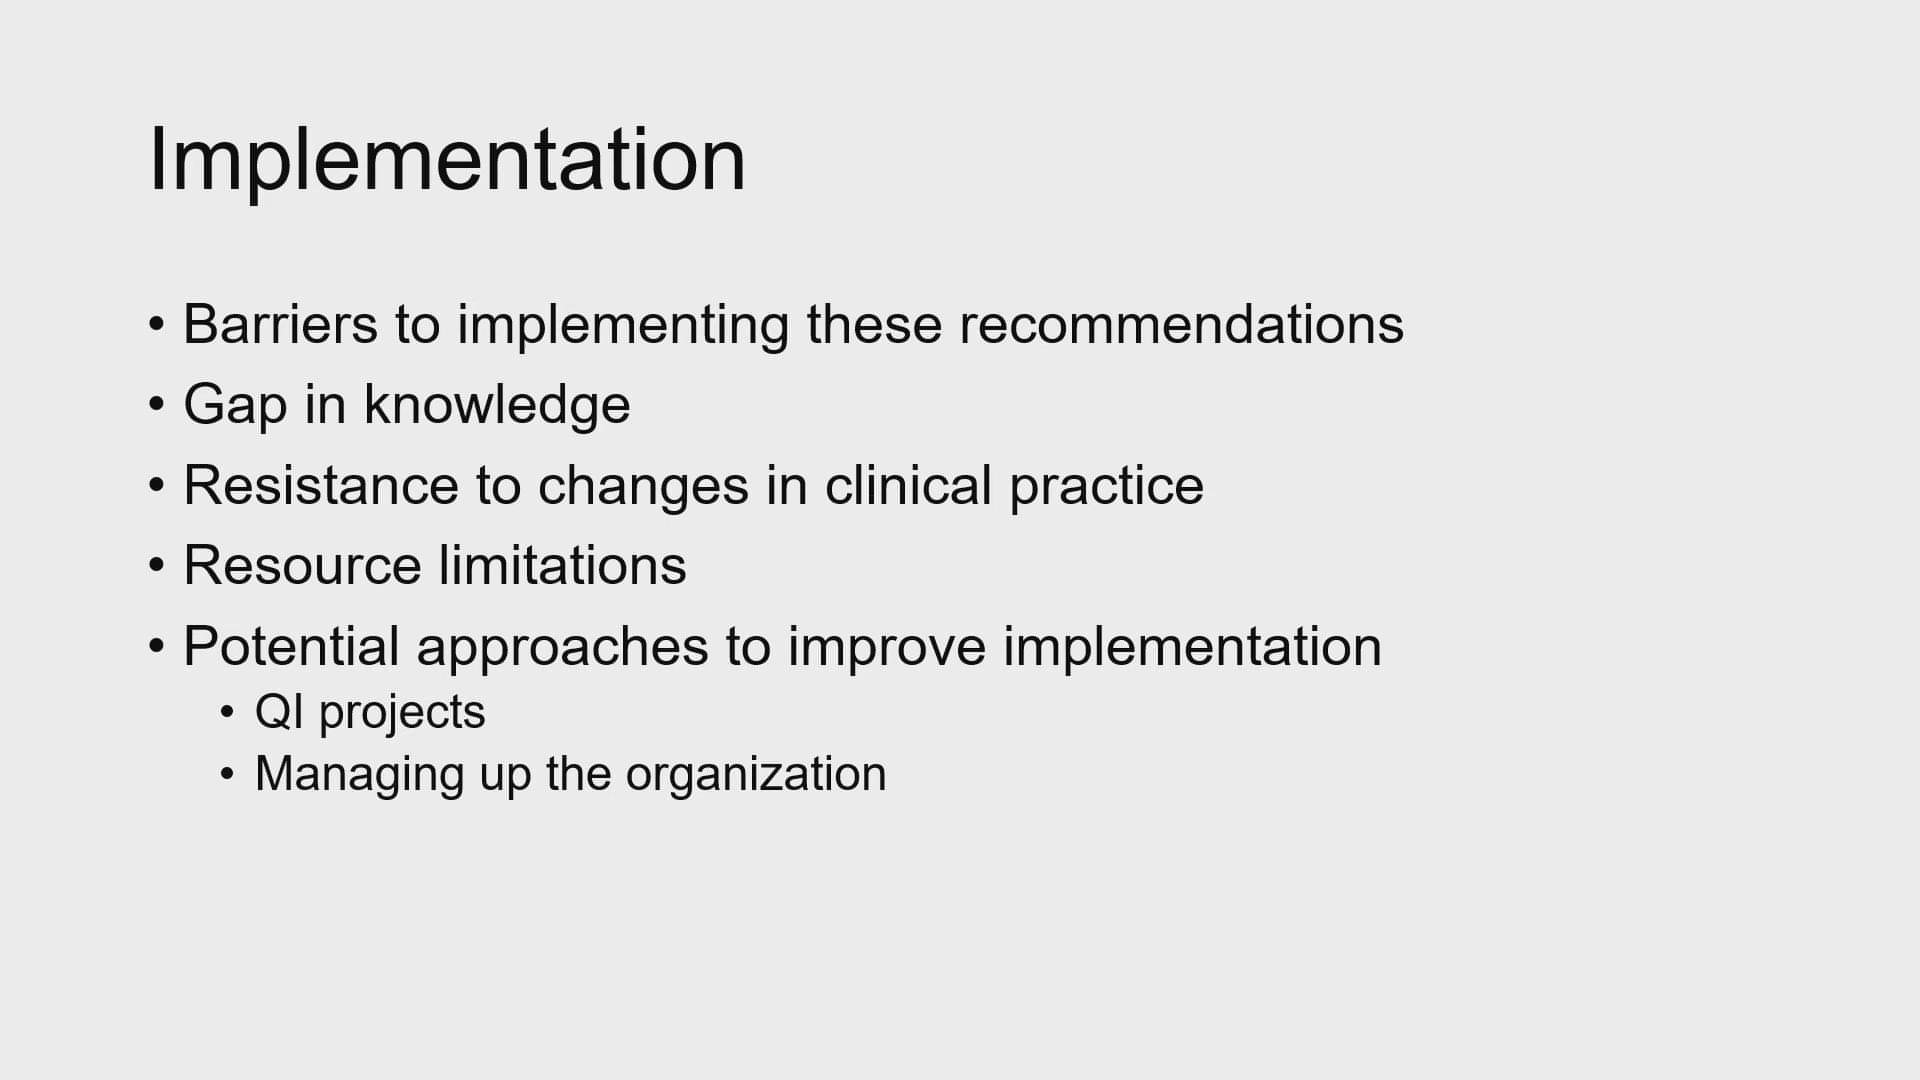 Implementation
• Barriers to implementing these recommendations
• Gap in knowledge
• Resistance to changes in clinical practice
• Resource limitations
• Potential approaches to improve implementation
• QI projects
• Managing up the organization